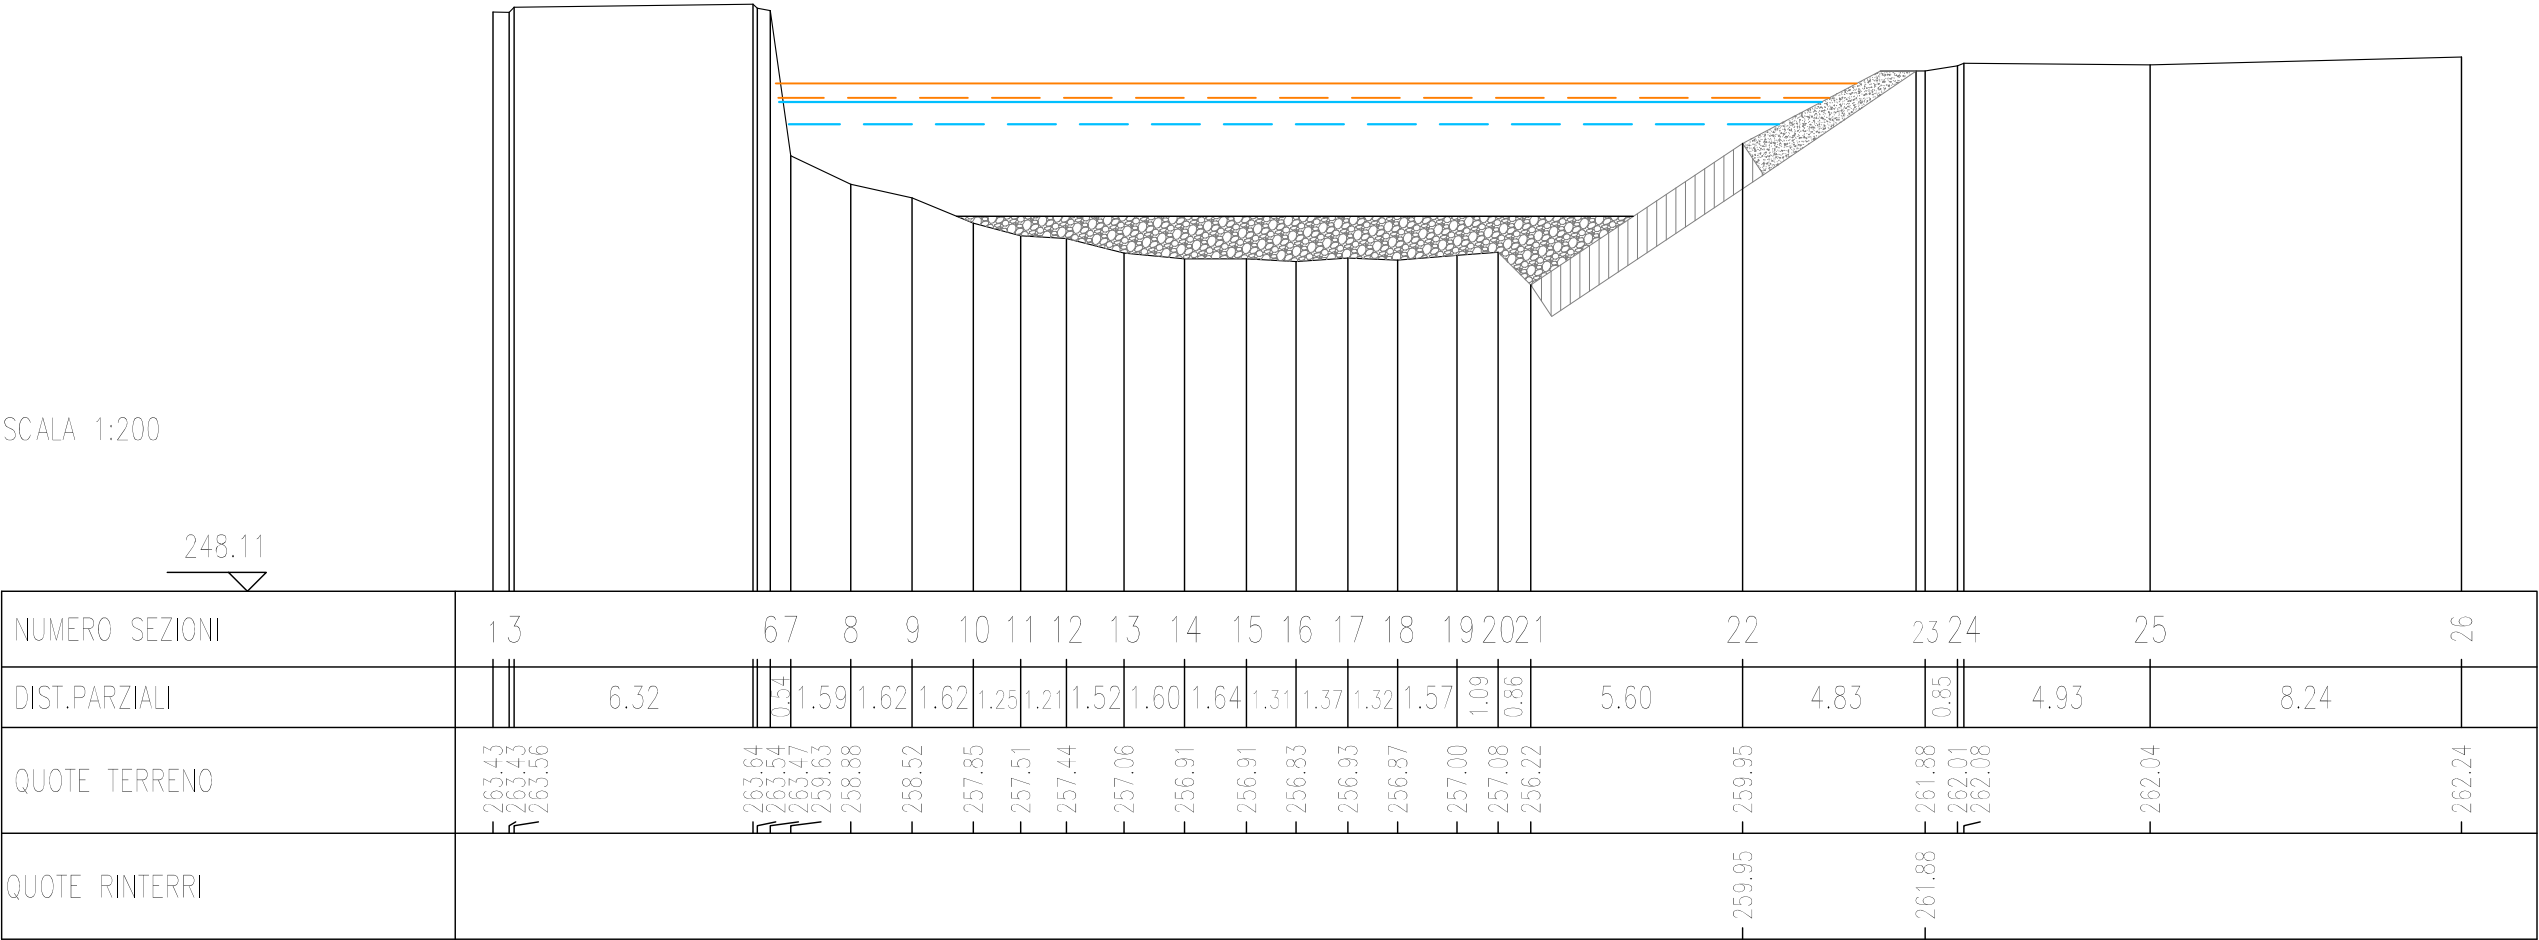 SCALA 1:200
248.11
NUMERO SEZIONI 1 3 6 7 8 9 10 11 12 13 14 15 16 17 18 19 20 21 22 23 24 25 26
DIST.PARZIALI 6.32 0.54 1.59 1.62 1.62 1.25 1.21 1.52 1.60 1.64 1.31 1.37 1.32 1.57 1.09 0.86 5.60 4.83 0.85 4.93 8.24
QUOTE TERRENO 263.43 263.43 263.56 263.64 263.54 263.47 259.63 258.88 258.52 257.85 257.51 257.44 257.06 256.91 256.91 256.83 256.93 256.87 257.00 257.08 256.22 259.95 261.88 262.01 262.08 262.04 262.24
QUOTE RINTERRI 259.95 261.88